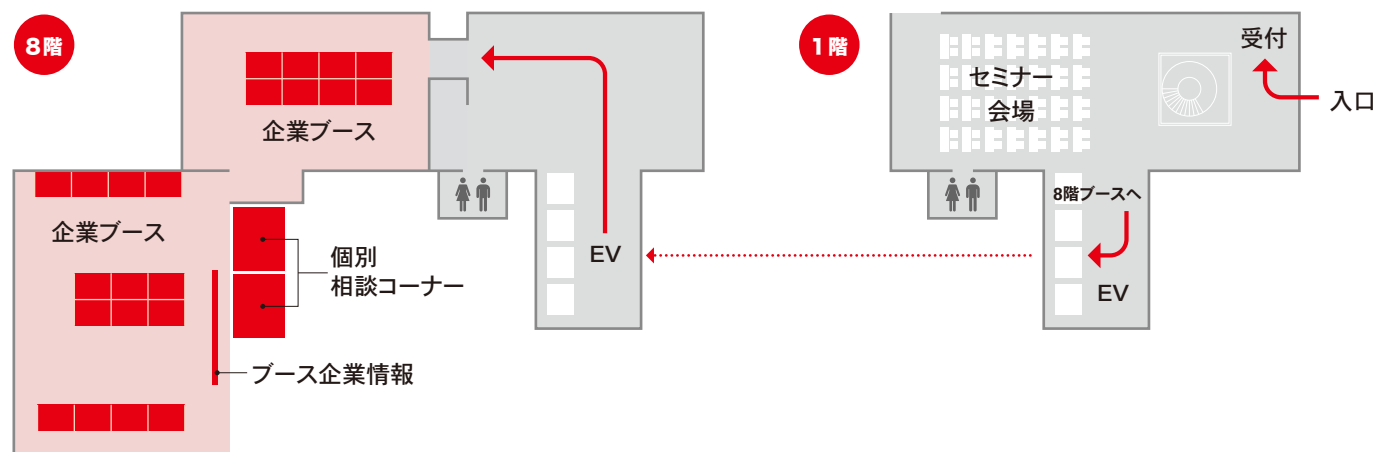 8階
企業ブース
企業ブース
個別
相談コーナー
ブース企業情報
EV
1階
受付
入口
セミナー
会場
8階ブースへ
EV